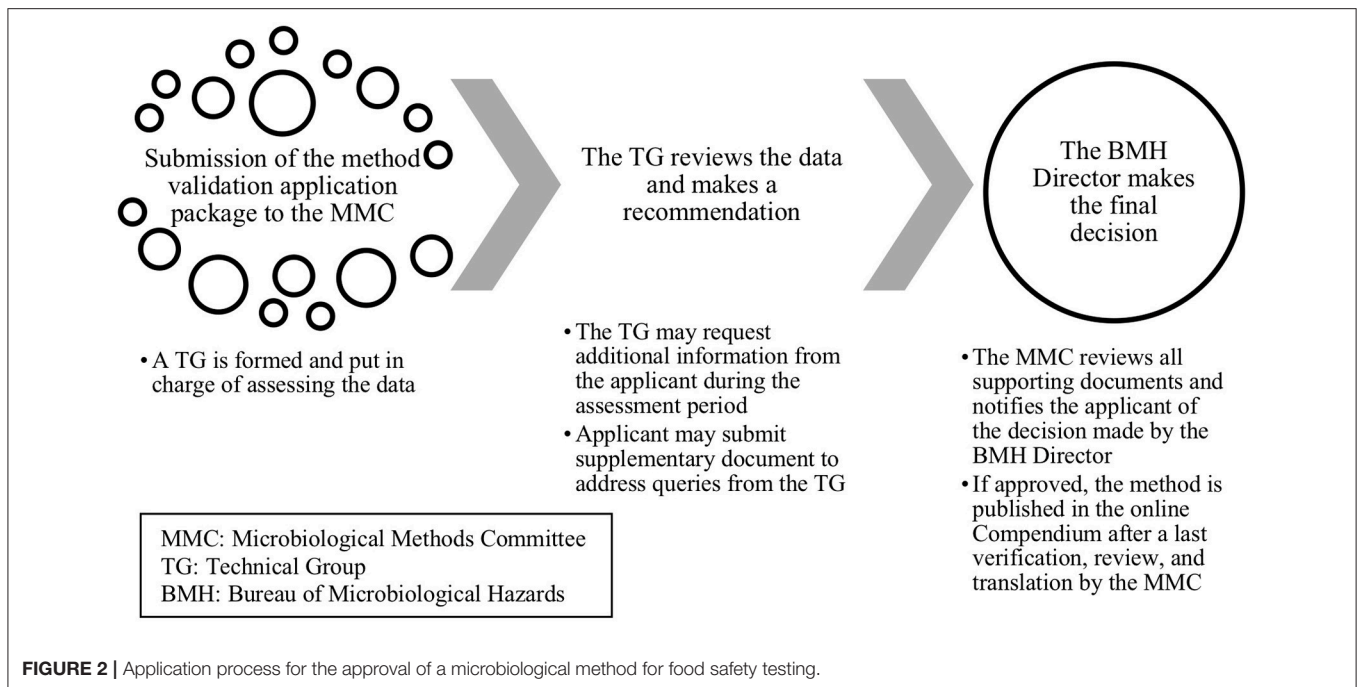 Submission of the method
validation application
package to the MMC
• A TG is formed and put in
charge of assessing the data
The TG reviews the data
and makes a
recommendation
• The TG may request
additional information from
the applicant during the
assessment period
• Applicant may submit
supplementary document to
address queries from the TG
The BMH
Director makes
the final
decision
• The MMC reviews all
supporting documents and
notifies the applicant of
the decision made by the
BMH Director
• If approved, the method is
published in the online
Compendium after a last
verification, review, and
translation by the MMC
MMC: Microbiological Methods Committee
TG: Technical Group
BMH: Bureau of Microbiological Hazards
FIGURE 2 | Application process for the approval of a microbiological method for food safety testing.